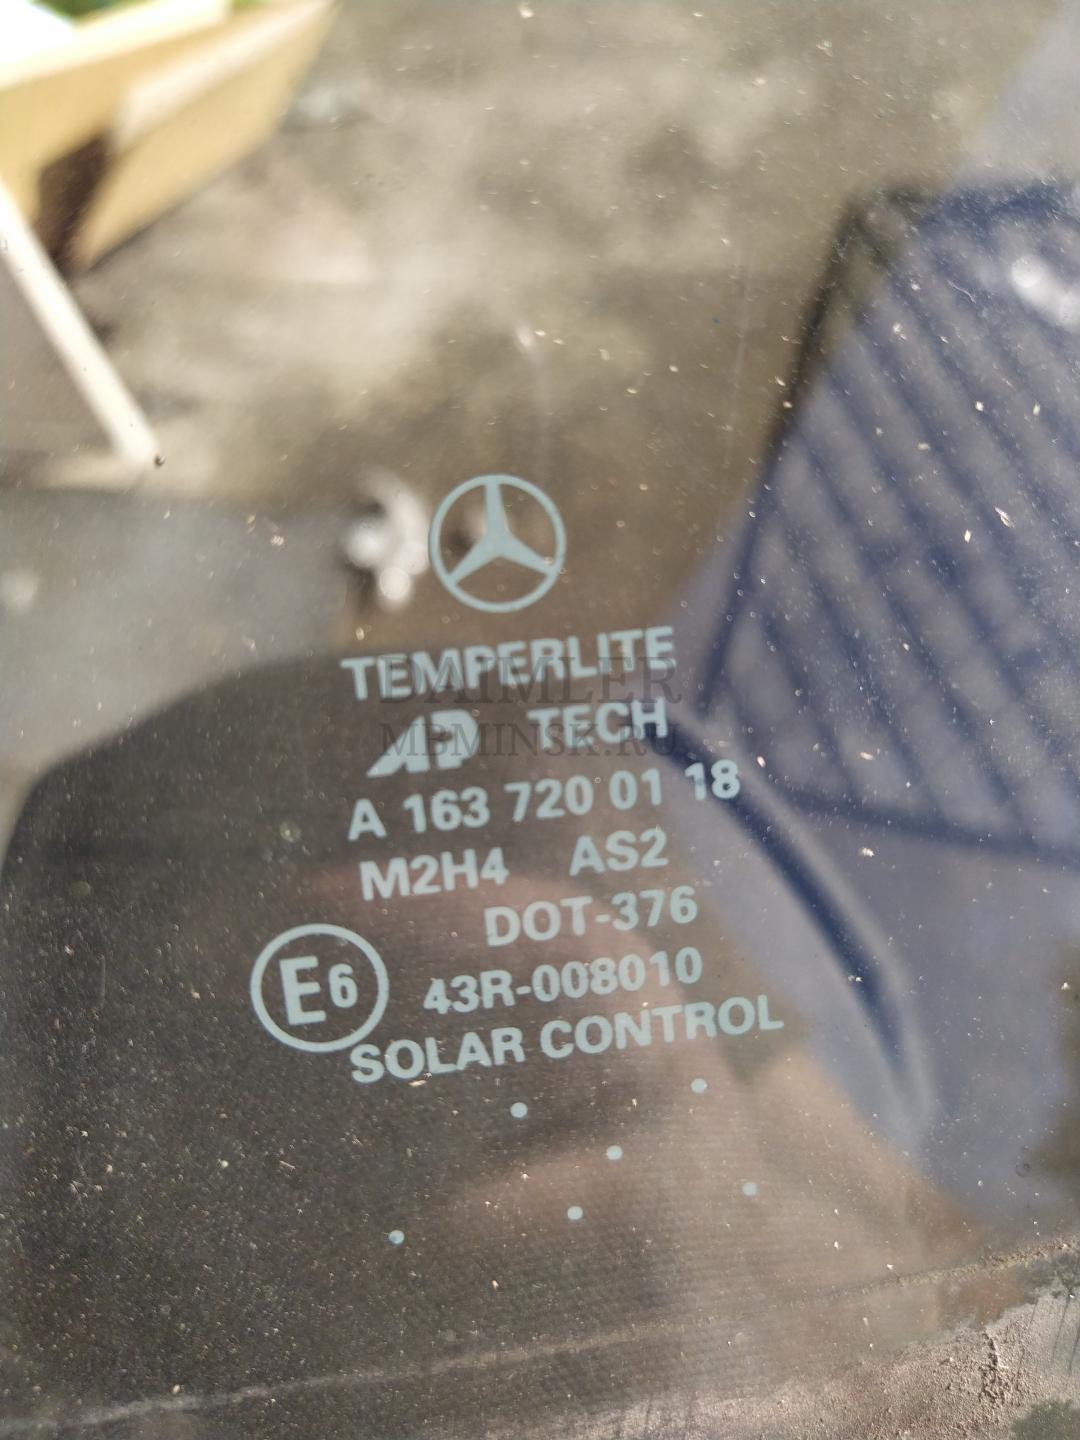 TEMPERLITE
AP TECH
A 163 720 01 18
M2H4 AS2
DOT-376
E6 43R-008010
SOLAR CONTROL
DAIMLER
MBMINSK.RU